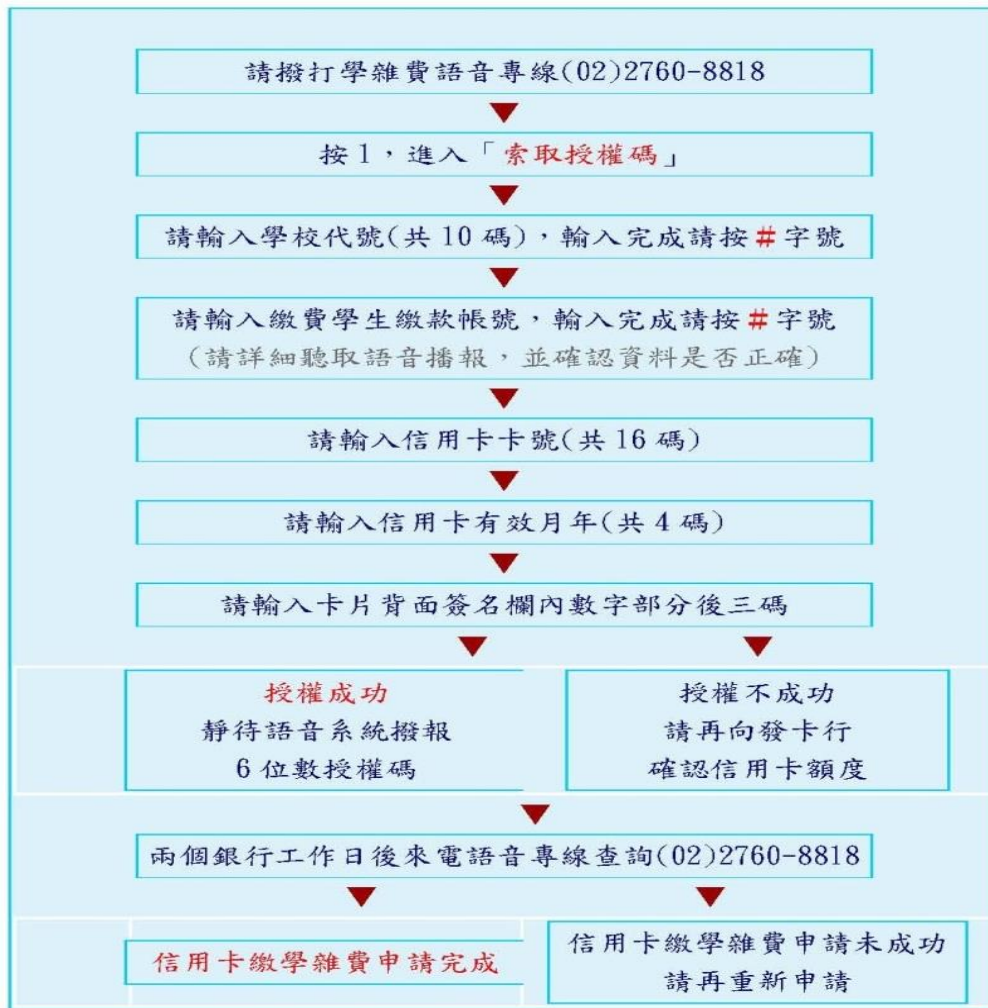 請撥打學雜費語音專線(02)2760-8818
按1，進入「索取授權碼」
請輸入學校代號(共10碼)，輸入完成請按#字號
請輸入繳費學生繳款帳號，輸入完成請按#字號
(請詳細聽取語音播報，並確認資料是否正確)
請輸入信用卡卡號(共16碼)
請輸入信用卡有效月年(共4碼)
請輸入卡片背面簽名欄內數字部分後三碼
授權成功
靜待語音系統撥報
6位數授權碼
授權不成功
請再向發卡行
確認信用卡額度
兩個銀行工作日後來電語音專線查詢(02)2760-8818
信用卡繳學雜費申請完成
信用卡繳學雜費申請未成功
請再重新申請